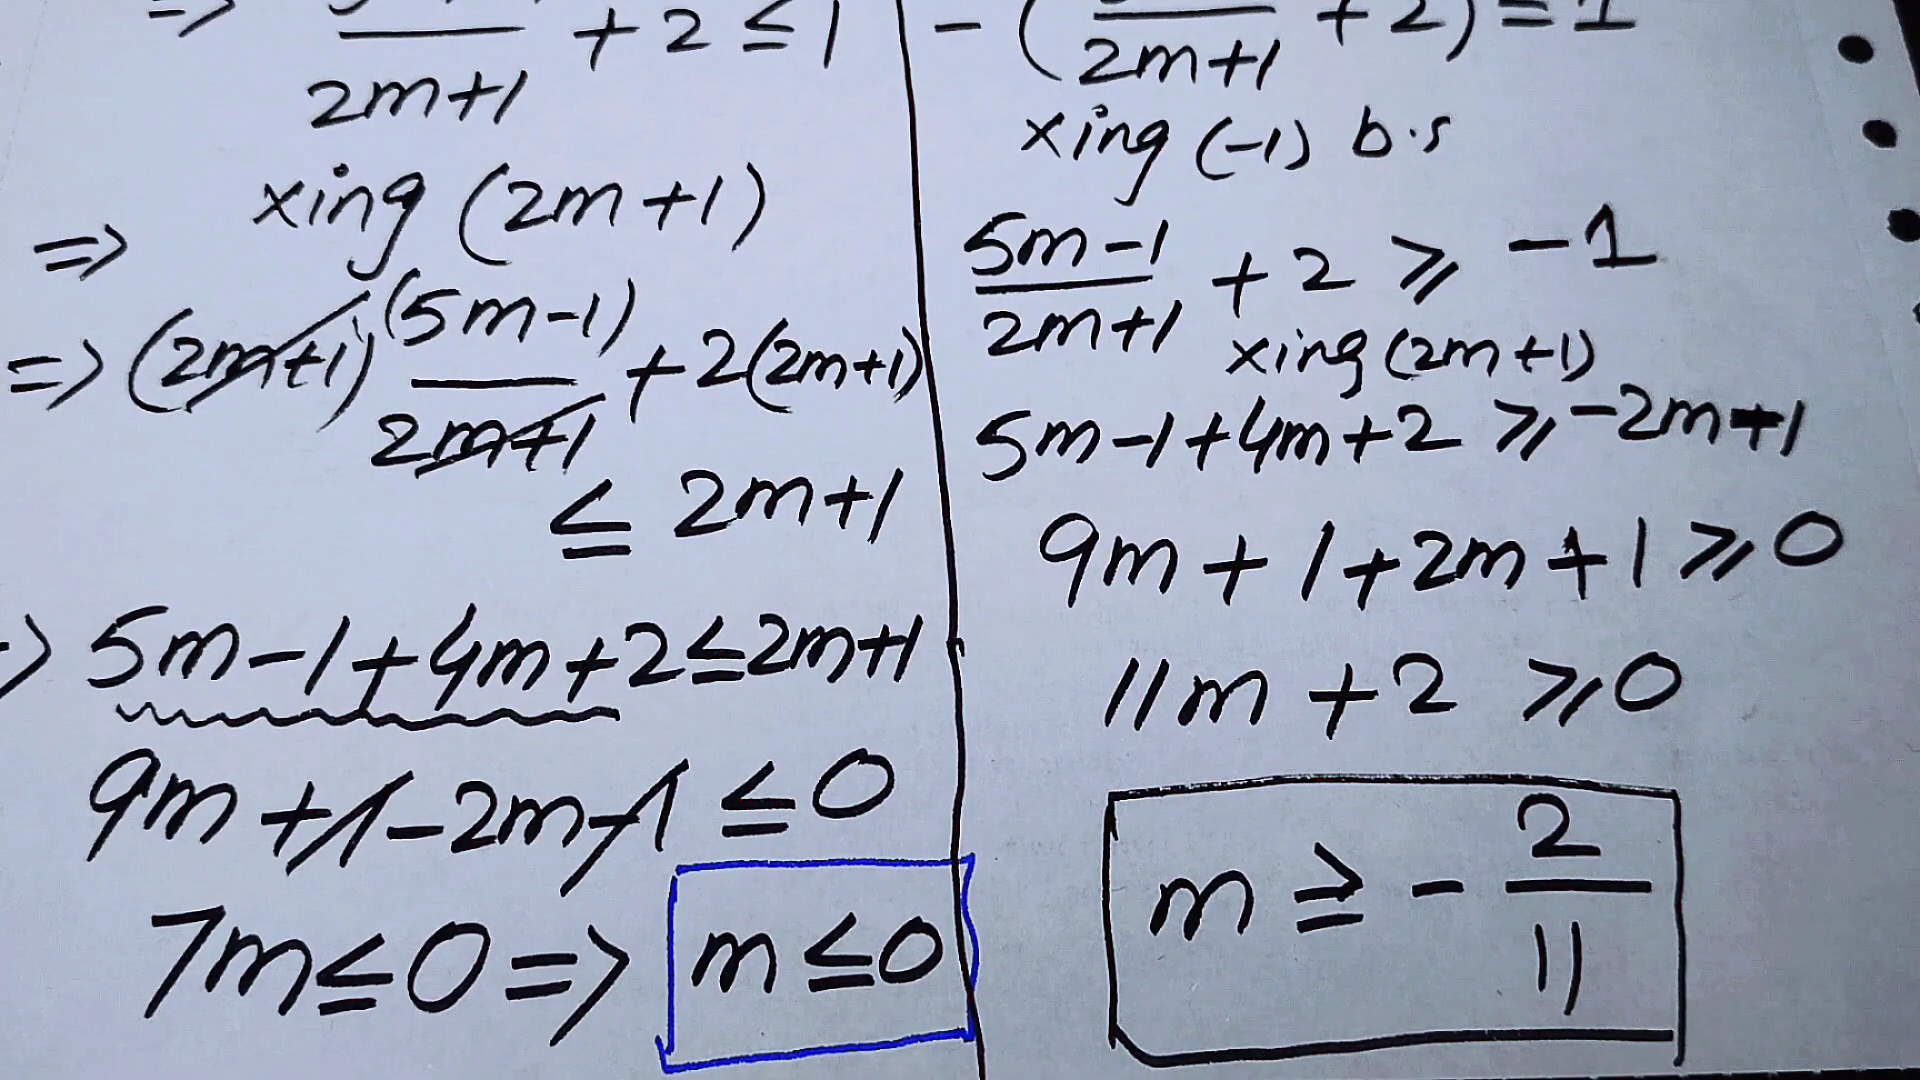 => 2m+1 + 2 ≤ 1
xing (2m+1)
=>
=> (2m+1) (5m-1)/2m+1 + 2(2m+1)
≤ 2m+1
=> 5m-1+4m+2≤2m+1
9m+1-2m-1 ≤0
7m≤0 => m≤0
- ( 2m+1 + 2) = 1
xing (-1) b.s
5m-1/2m+1 + 2 ⩾ -1
xing (2m+1)
5m-1+4m+2 ⩾ -2m+1
9m+1+2m+1⩾0
11m+2 ⩾0
m ≥ - 2/11